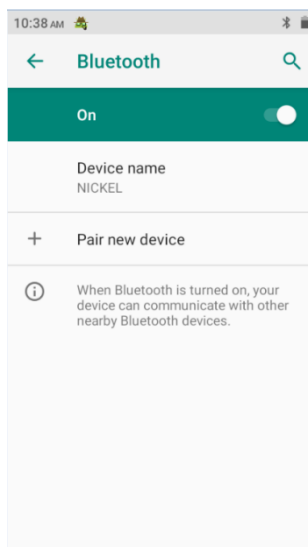 10:38 AM
Bluetooth
On
Device name
NICKEL
Pair new device
When Bluetooth is turned on, your
device can communicate with other
nearby Bluetooth devices.